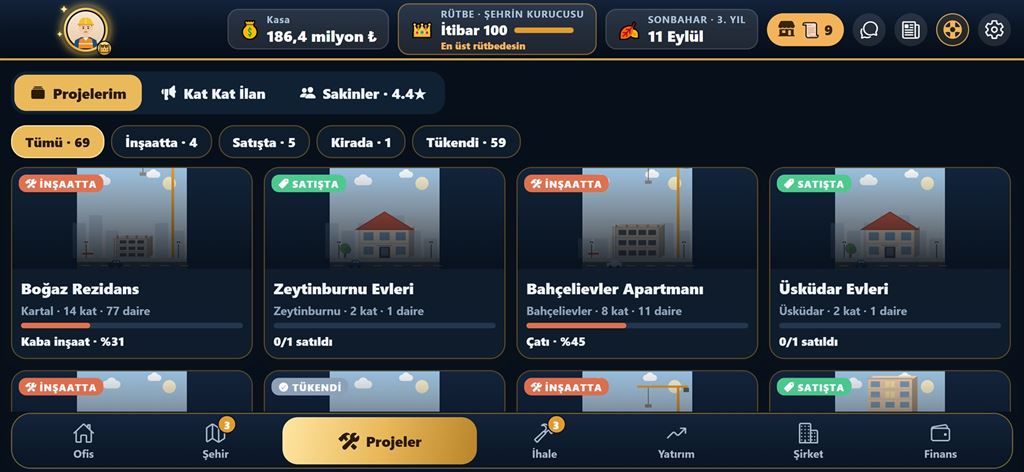 Kasa
186,4 milyon ₺
RÜTBE · ŞEHRİN KURUCUSU
İtibar 100
En üst rütbedesin
SONBAHAR · 3. YIL
11 Eylül
9
Projelerim
Kat Kat İlan
Sakinler · 4.4★
Tümü · 69
İnşaatta · 4
Satışta · 5
Kirada · 1
Tükendi · 59
İNŞAATTA
SATIŞTA
İNŞAATTA
SATIŞTA
Boğaz Rezidans
Kartal · 14 kat · 77 daire
Kaba inşaat · %31
Zeytinburnu Evleri
Zeytinburnu · 2 kat · 1 daire
0/1 satıldı
Bahçelievler Apartmanı
Bahçelievler · 8 kat · 11 daire
Çatı · %45
Üsküdar Evleri
Üsküdar · 2 kat · 1 daire
0/1 satıldı
İNŞAATTA
TÜKENDİ
İNŞAATTA
SATIŞTA
Ofis
3
Şehir
Projeler
3
İhale
Yatırım
Şirket
Finans